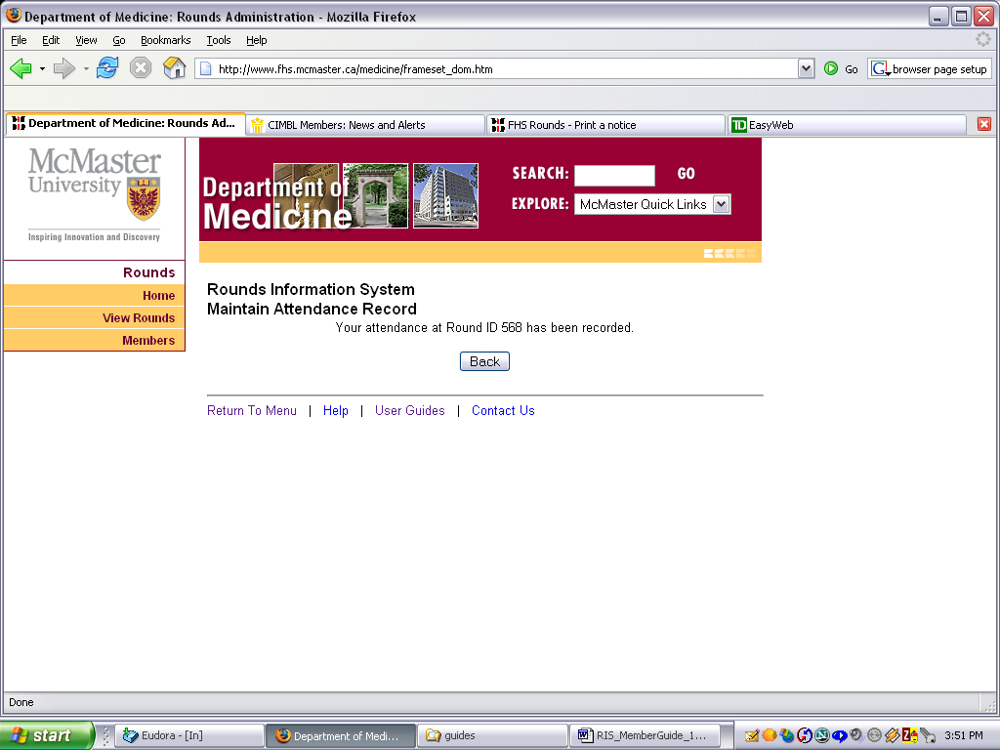 Department of Medicine: Rounds Administration - Mozilla Firefox
File Edit View Go Bookmarks Tools Help
http://www.fhs.mcmaster.ca/medicine/frameset_dom.htm Go G browser page setup
Department of Medicine: Rounds Ad... CIMBL Members: News and Alerts FHS Rounds - Print a notice TD EasyWeb
McMaster
University
Inspiring Innovation and Discovery
Department of
Medicine
SEARCH: GO
EXPLORE: McMaster Quick Links
Rounds
Home
View Rounds
Members
Rounds Information System
Maintain Attendance Record
Your attendance at Round ID 568 has been recorded.
Back
Return To Menu | Help | User Guides | Contact Us
Done
start Eudora - [In] Department of Medi... guides RIS_MemberGuide_1... 3:51 PM